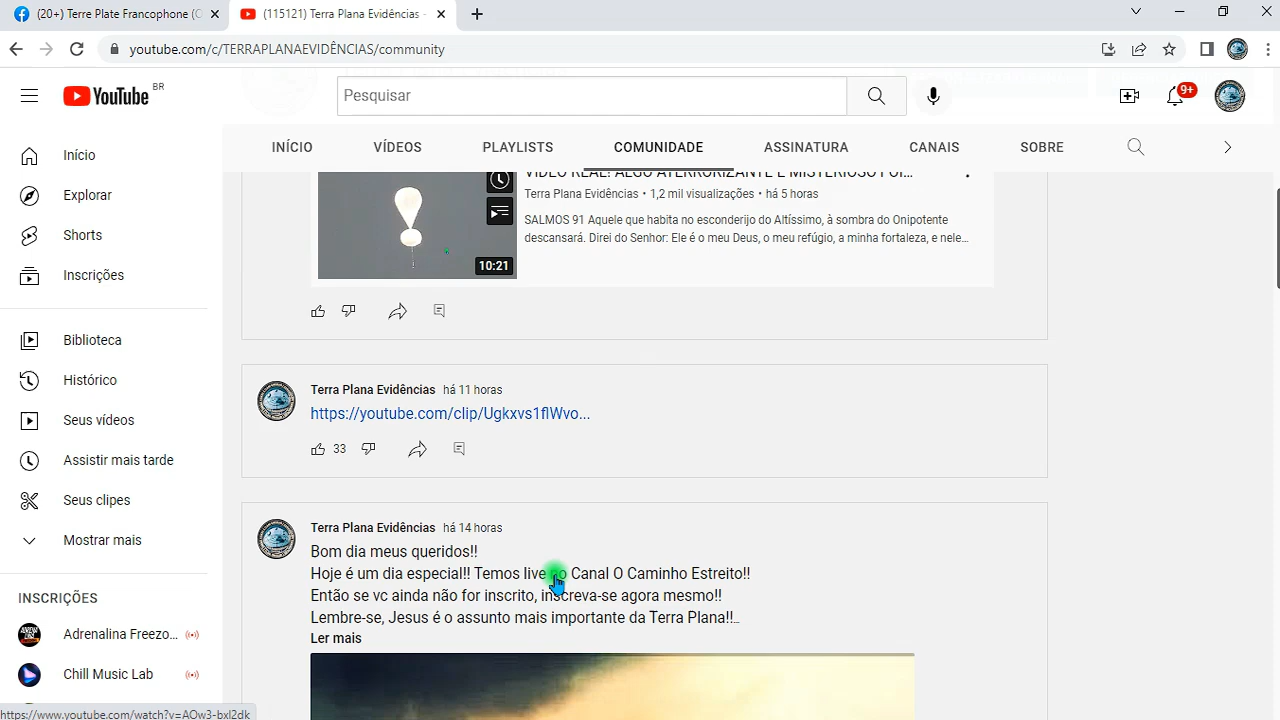 (20+) Terre Plate Francophone (O
(115121) Terra Plana Evidências -
youtube.com/c/TERRAPLANAEVIDÊNCIAS/community
YouTube BR
Pesquisar
9+
INÍCIO VÍDEOS PLAYLISTS COMUNIDADE ASSINATURA CANAIS SOBRE
Início
Explorar
Shorts
Inscrições
Biblioteca
Histórico
Seus vídeos
Assistir mais tarde
Seus clipes
Mostrar mais
INSCRIÇÕES
Adrenalina Freezo...
Chill Music Lab
https://www.youtube.com/watch?v=AOw3-bxl2dk
VÍDEO REAL! ALGO ATERRORIZANTE E MISTERIOSO FOI...
Terra Plana Evidências • 1,2 mil visualizações • há 5 horas
SALMOS 91 Aquele que habita no esconderijo do Altíssimo, à sombra do Onipotente
descansará. Direi do Senhor: Ele é o meu Deus, o meu refúgio, a minha fortaleza, e nele...
10:21
Terra Plana Evidências há 11 horas
https://youtube.com/clip/Ugkxvs1flWvo...
33
Terra Plana Evidências há 14 horas
Bom dia meus queridos!!
Hoje é um dia especial!! Temos live no Canal O Caminho Estreito!!
Então se vc ainda não for inscrito, inscreva-se agora mesmo!!
Lembre-se, Jesus é o assunto mais importante da Terra Plana!!...
Ler mais